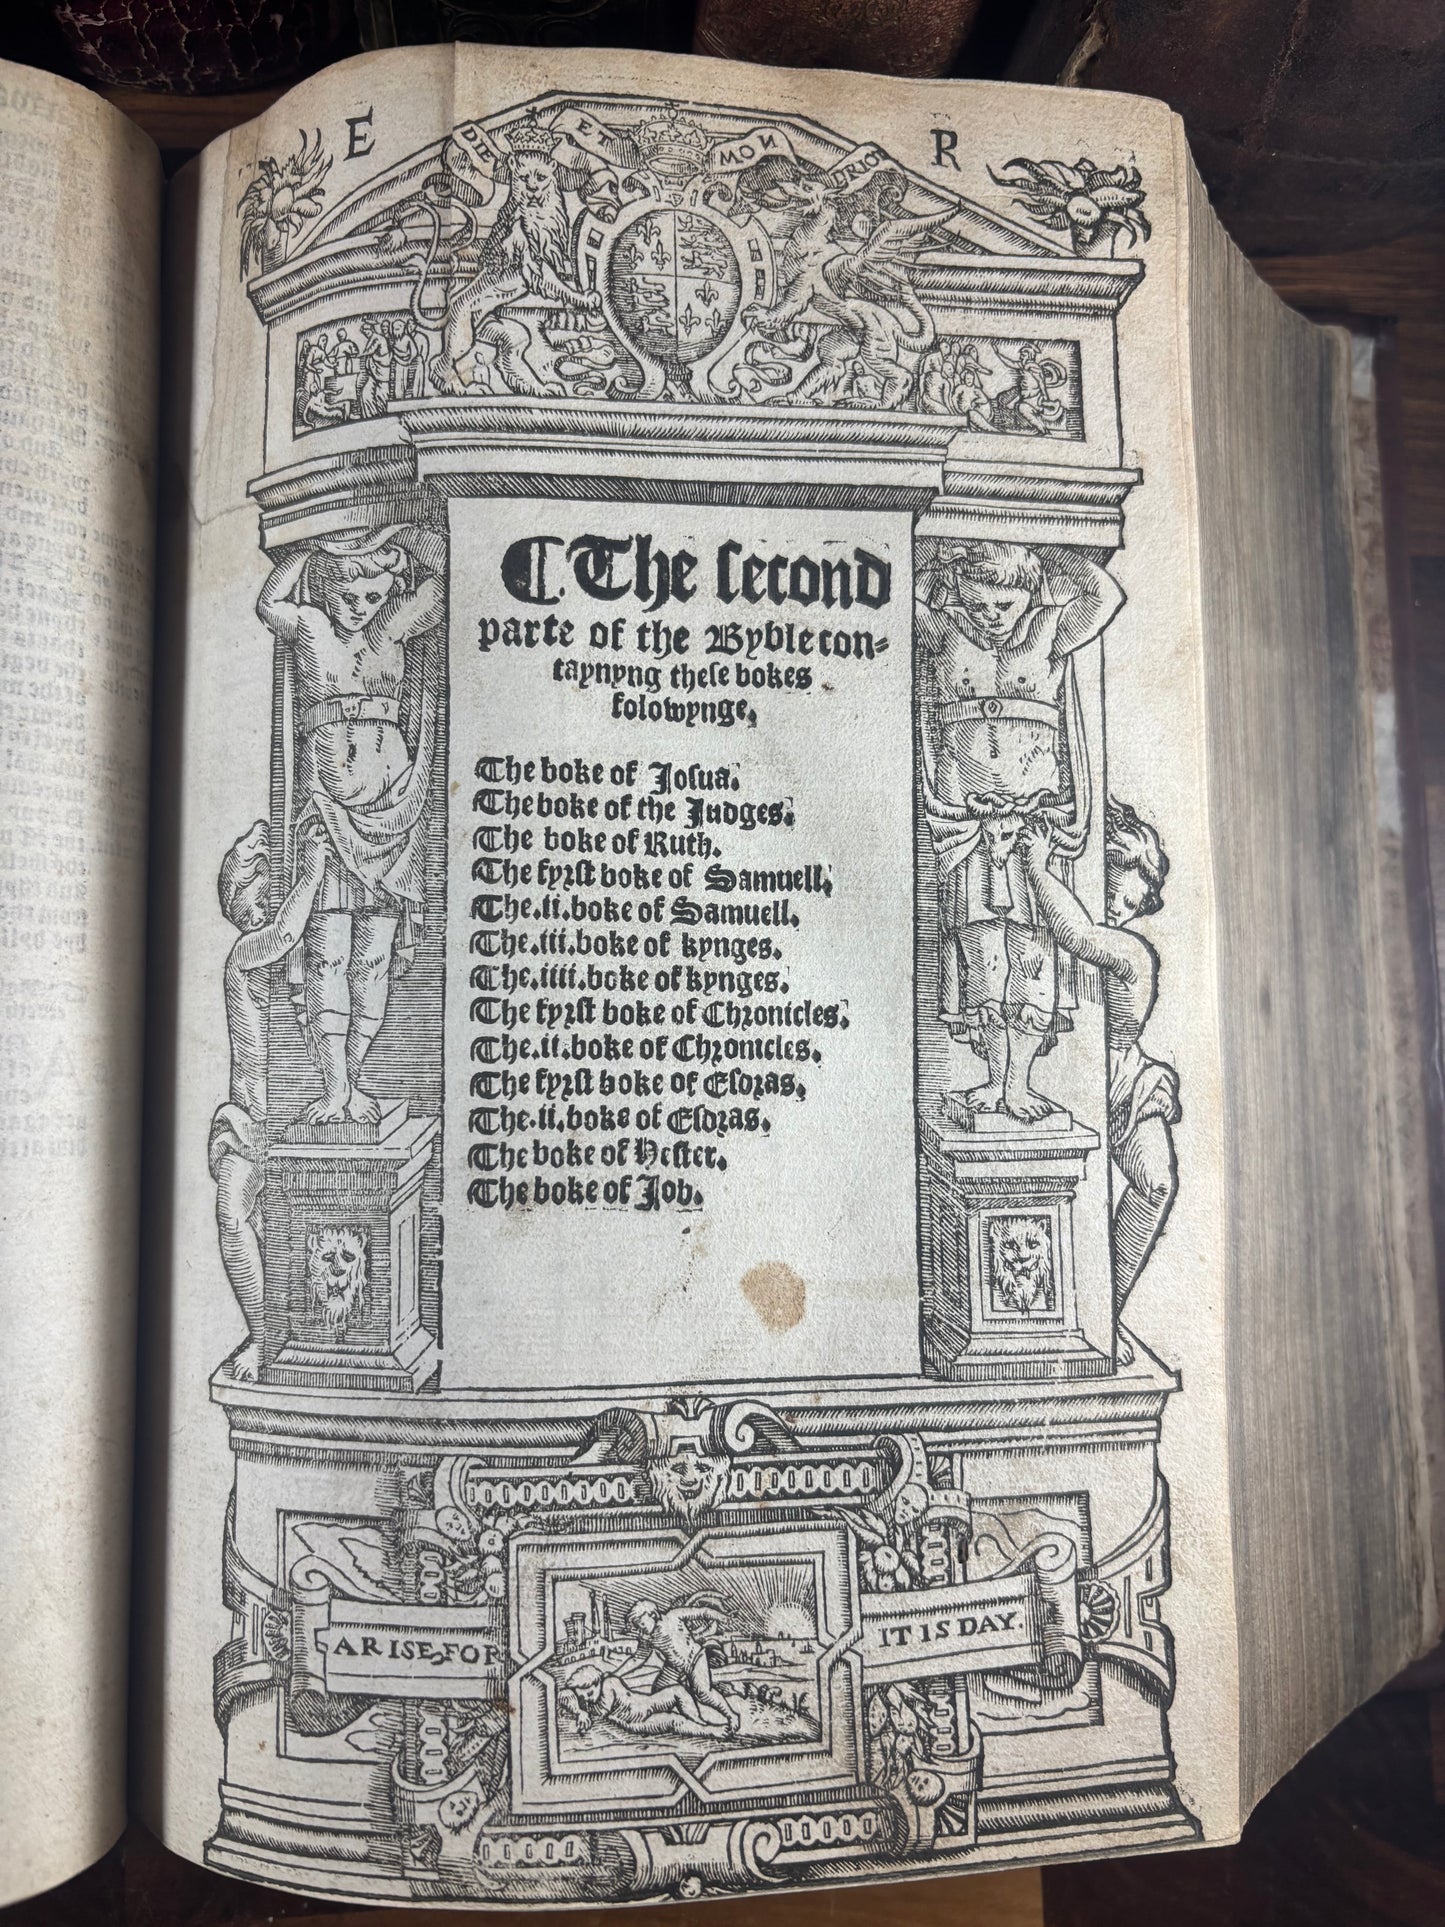 E R
DIE ET MON DRIOT
¶. The second
parte of the Byble con=
taynyng these bokes
folowynge.
The boke of Josua.
The boke of the Judges.
The boke of Ruth.
The fyrst boke of Samuell.
The.ii.boke of Samuell.
The.iii.boke of kynges.
The.iiii.boke of kynges.
The fyrst boke of Chronicles.
The.ii.boke of Chronicles.
The fyrst boke of Esdras.
The.ii.boke of Esdras.
The boke of Hester.
The boke of Job.
ARISE FOR IT IS DAY.